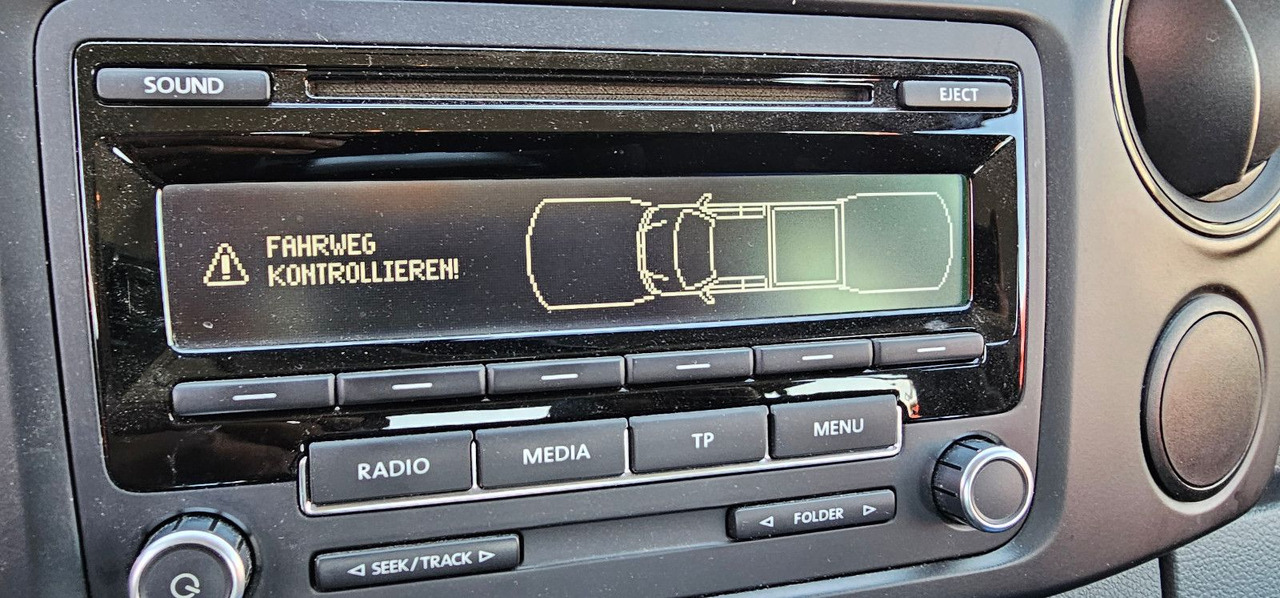 SOUND
EJECT
FAHRWEG
KONTROLLIEREN!
RADIO
MEDIA
TP
MENU
FOLDER
SEEK/TRACK